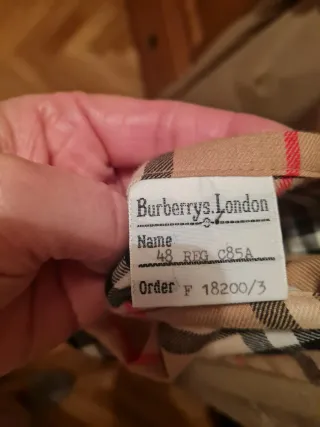 Burberrys. London
Name
48 REG C85A
Order F 18200/3